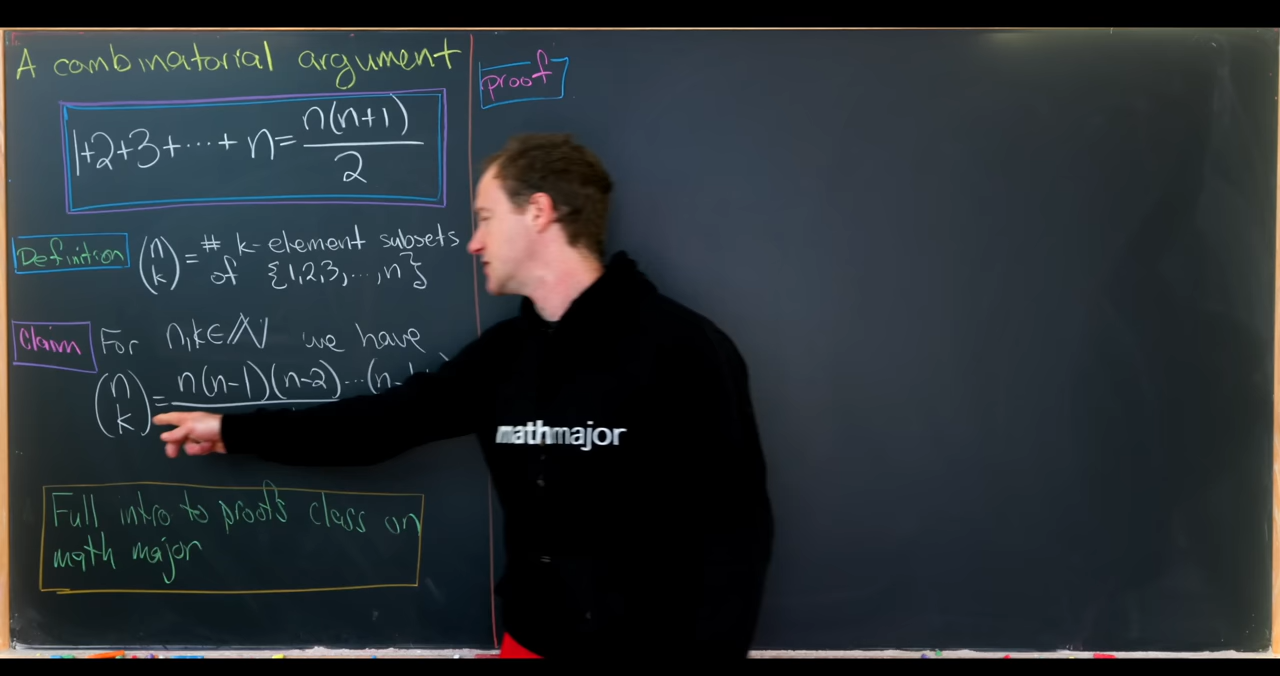 A combinatorial argument
1+2+3+⋯+n = n(n+1)/2
Definition (n k) = # k-element subsets
of {1,2,3,…,n}
Claim For n,k∈ℕ we have
(n k) = n(n-1)(n-2)⋯(n-
Full intro to proofs class on
math major
proof
mathmajor